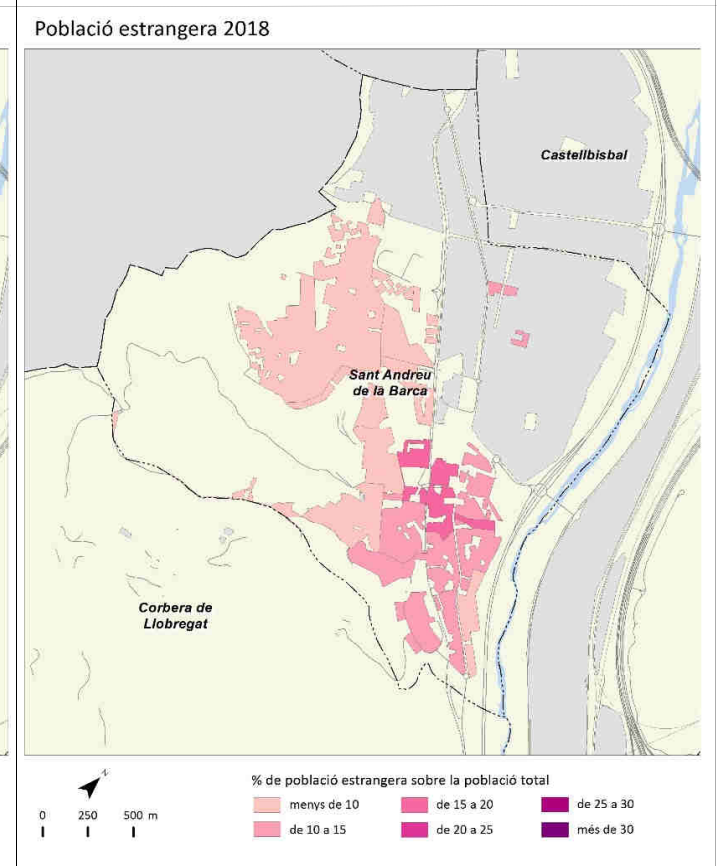 Població estrangera 2018
Castellbisbal
Sant Andreu
de la Barca
Corbera de
Llobregat
N
0 250 500 m
% de població estrangera sobre la població total
menys de 10
de 15 a 20
de 25 a 30
de 10 a 15
de 20 a 25
més de 30